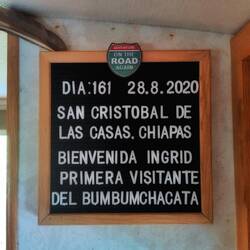 ON THE
ROAD
AGAIN
DIA:161 28.8.2020
SAN CRISTOBAL DE
LAS CASAS. CHIAPAS
BIENVENIDA INGRID
PRIMERA VISITANTE
DEL BUMBUMCHACATA